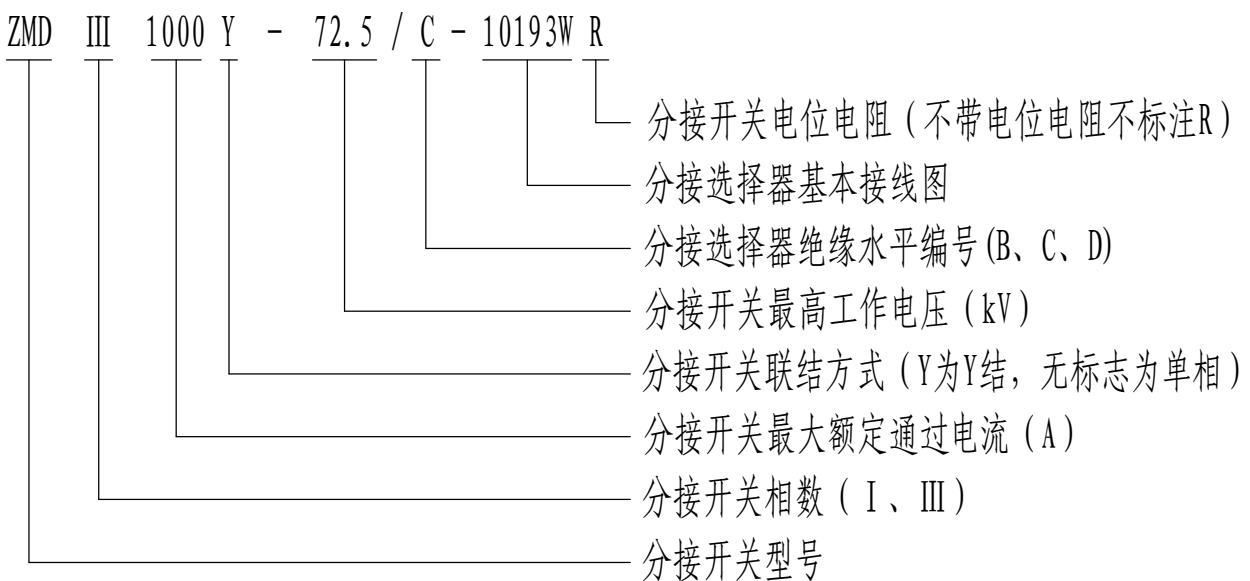 ZMD III 1000 Y - 72.5 / C - 10193W R
分接开关电位电阻（不带电位电阻不标注R）
分接选择器基本接线图
分接选择器绝缘水平编号(B、C、D)
分接开关最高工作电压（kV）
分接开关联结方式（Y为Y结，无标志为单相）
分接开关最大额定通过电流（A）
分接开关相数（I、III）
分接开关型号